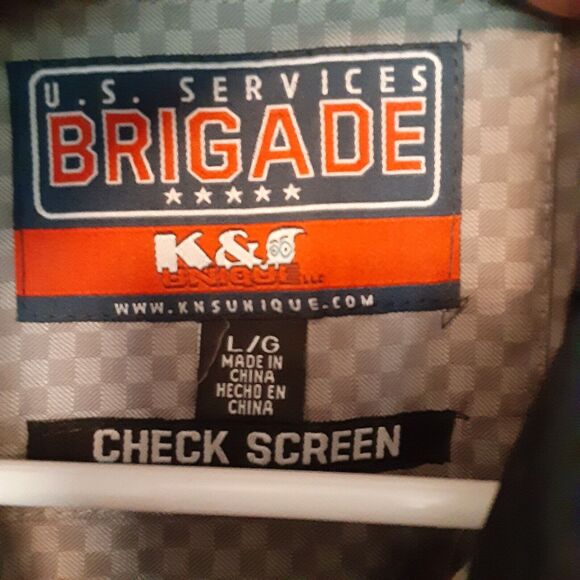 U.S. SERVICES
BRIGADE
K&S
UNIQUE LLC
WWW.KNSUNIQUE.COM
L/G
MADE IN
CHINA
HECHO EN
CHINA
CHECK SCREEN